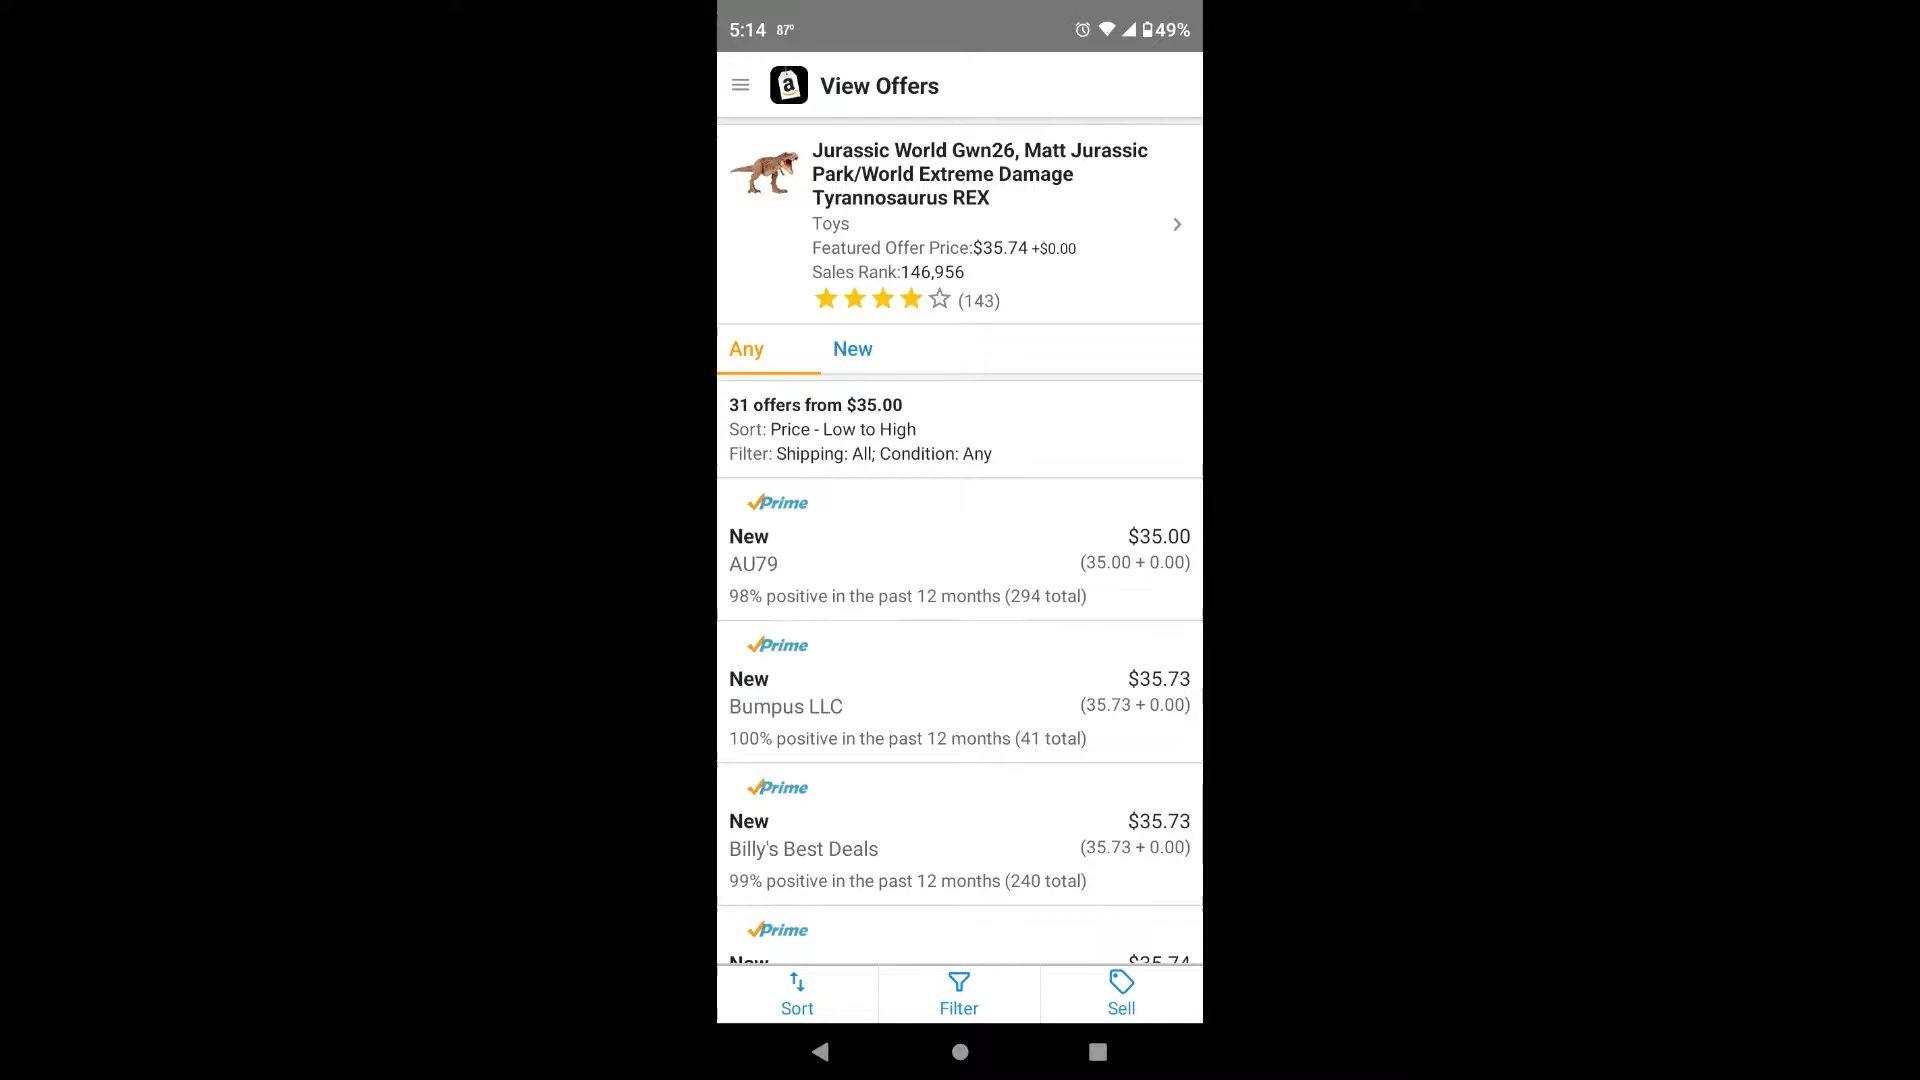 5:14 87° 49%
a View Offers
Jurassic World Gwn26, Matt Jurassic
Park/World Extreme Damage
Tyrannosaurus REX
Toys
Featured Offer Price:$35.74 +$0.00
Sales Rank:146,956
(143)
Any New
31 offers from $35.00
Sort: Price - Low to High
Filter: Shipping: All; Condition: Any
Prime
New $35.00
AU79 (35.00 + 0.00)
98% positive in the past 12 months (294 total)
Prime
New $35.73
Bumpus LLC (35.73 + 0.00)
100% positive in the past 12 months (41 total)
Prime
New $35.73
Billy's Best Deals (35.73 + 0.00)
99% positive in the past 12 months (240 total)
Prime
New $35.74
Sort Filter Sell